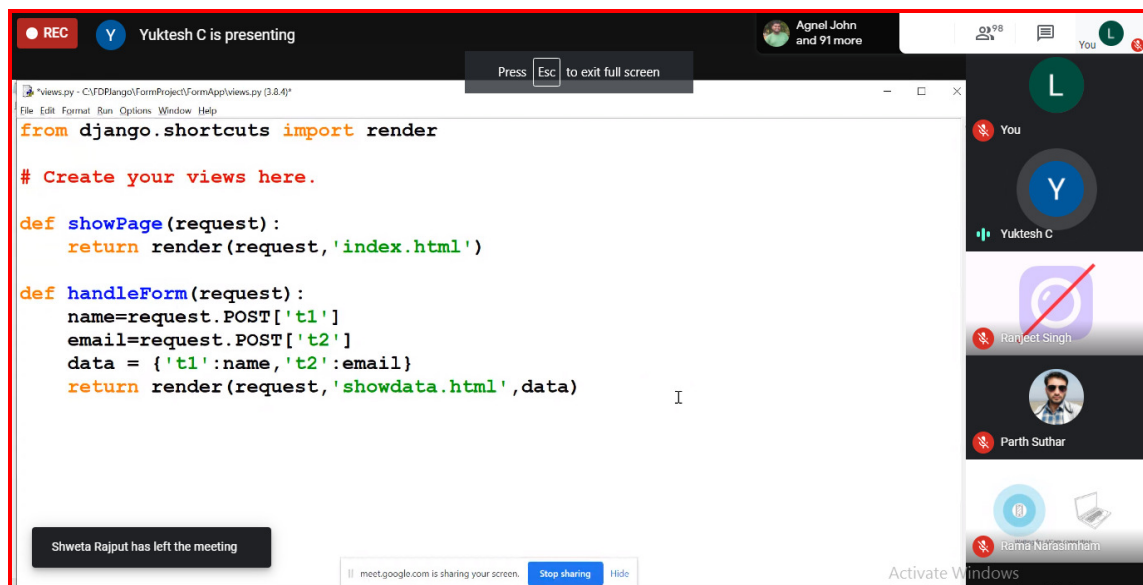 REC
Y
Yuktesh C is presenting
Agnel John
and 91 more
98
You
L
Press Esc to exit full screen
*views.py - C:\FDPJango\FormProject\FormApp\views.py (3.8.4)*
File Edit Format Run Options Window Help
from django.shortcuts import render
# Create your views here.
def showPage(request):
    return render(request,'index.html')
def handleForm(request):
    name=request.POST['t1']
    email=request.POST['t2']
    data = {'t1':name,'t2':email}
    return render(request,'showdata.html',data)
L
You
Y
Yuktesh C
Ranjeet Singh
Parth Suthar
Rama Narasimham
Shweta Rajput has left the meeting
meet.google.com is sharing your screen. Stop sharing Hide
Activate Windows